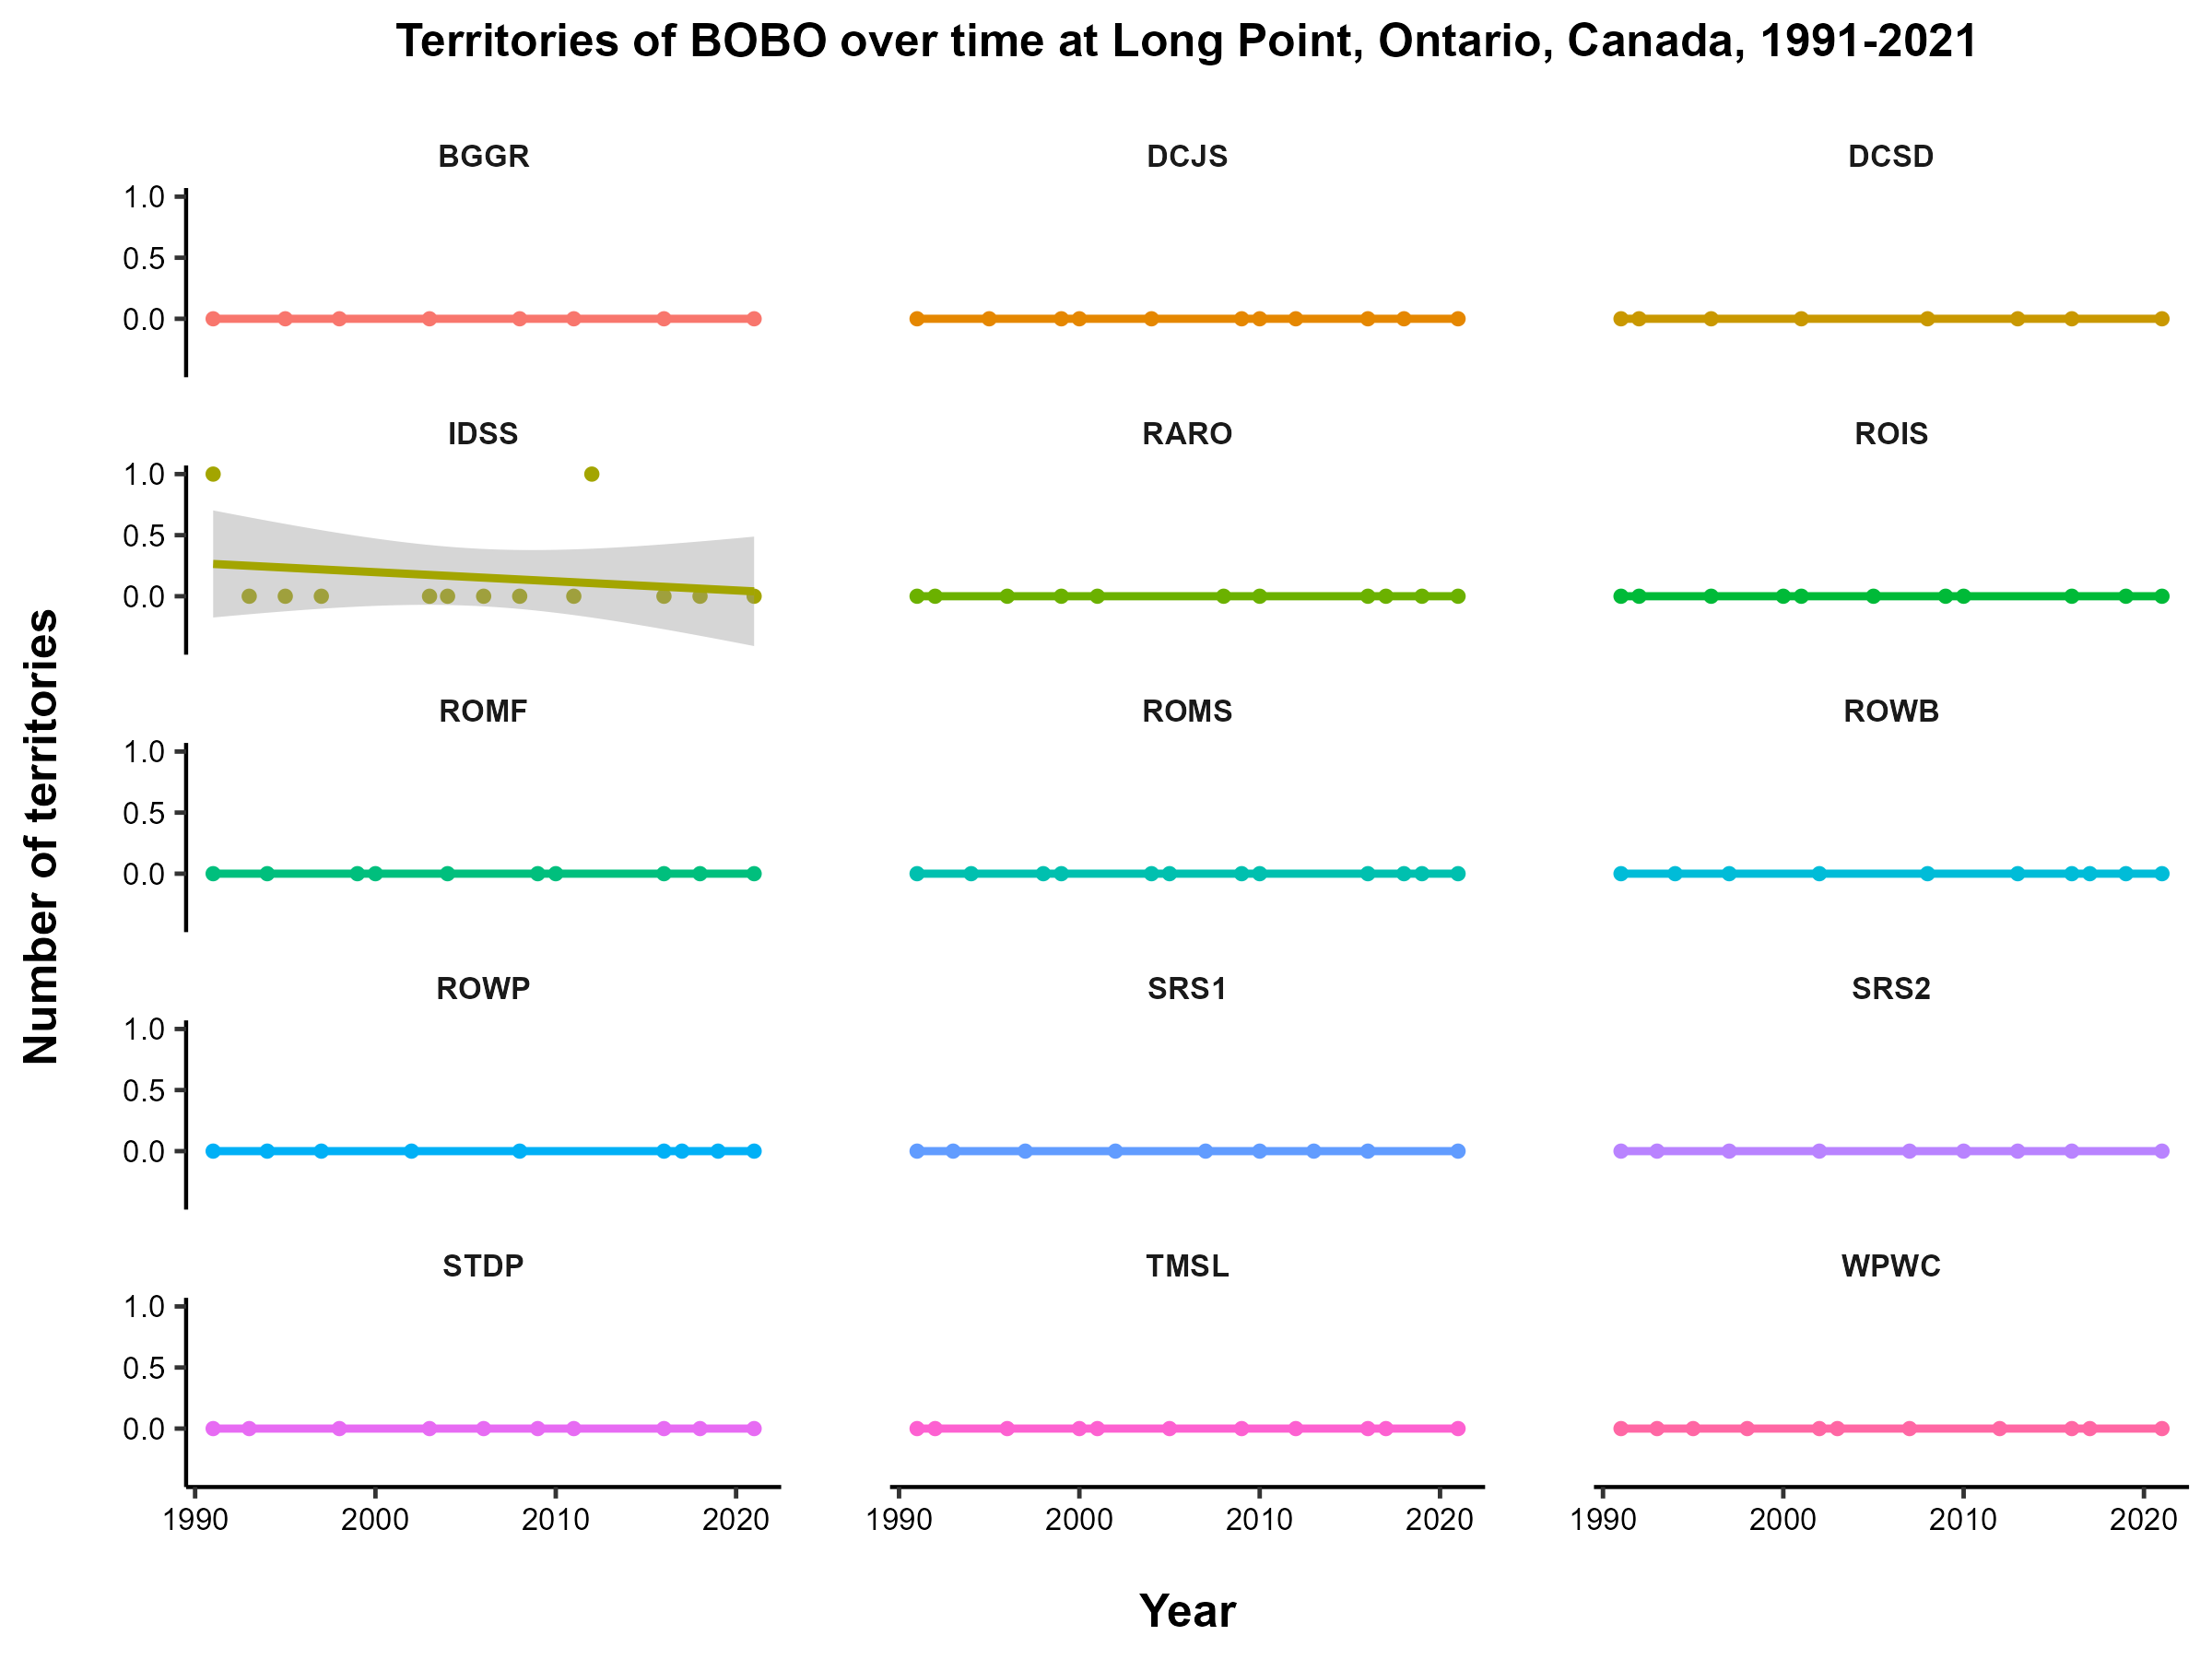 Territories of BOBO over time at Long Point, Ontario, Canada, 1991-2021
BGGR DCJS DCSD
1.0
0.5
0.0
IDSS RARO ROIS
1.0
0.5
0.0
ROMF ROMS ROWB
1.0
0.5
0.0
ROWP SRS1 SRS2
1.0
0.5
0.0
STDP TMSL WPWC
1.0
0.5
0.0
1990 2000 2010 2020 1990 2000 2010 2020 1990 2000 2010 2020
Number of territories
Year